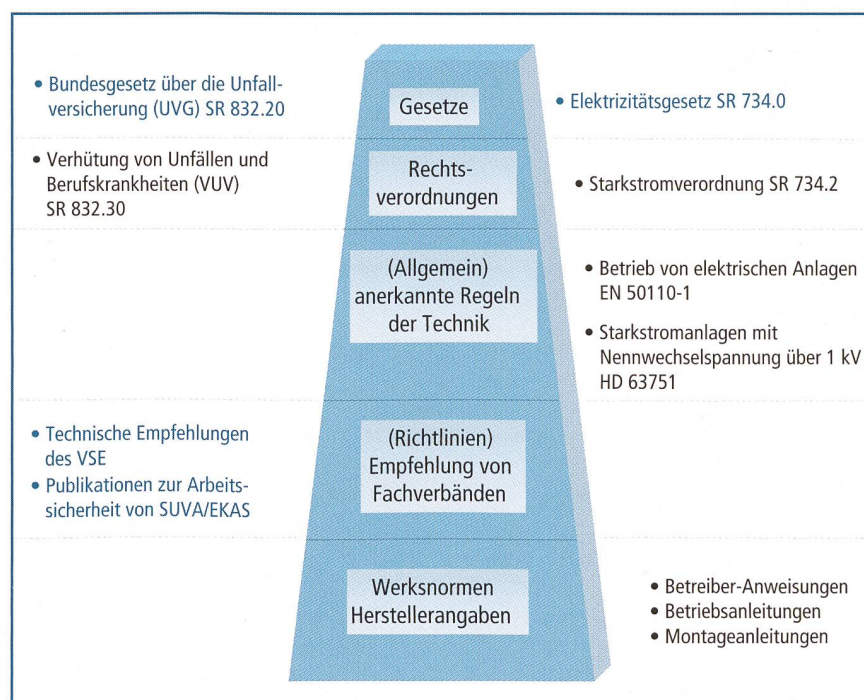 • Bundesgesetz über die Unfall-
versicherung (UVG) SR 832.20
Gesetze
• Elektrizitätsgesetz SR 734.0
• Verhütung von Unfällen und
Berufskrankheiten (VUV)
SR 832.30
Rechts-
verordnungen
• Starkstromverordnung SR 734.2
(Allgemein)
anerkannte Regeln
der Technik
• Betrieb von elektrischen Anlagen
EN 50110-1
• Starkstromanlagen mit
Nennwechselspannung über 1 kV
HD 63751
• Technische Empfehlungen
des VSE
• Publikationen zur Arbeits-
sicherheit von SUVA/EKAS
(Richtlinien)
Empfehlung von
Fachverbänden
Werksnormen
Herstellerangaben
• Betreiber-Anweisungen
• Betriebsanleitungen
• Montageanleitungen